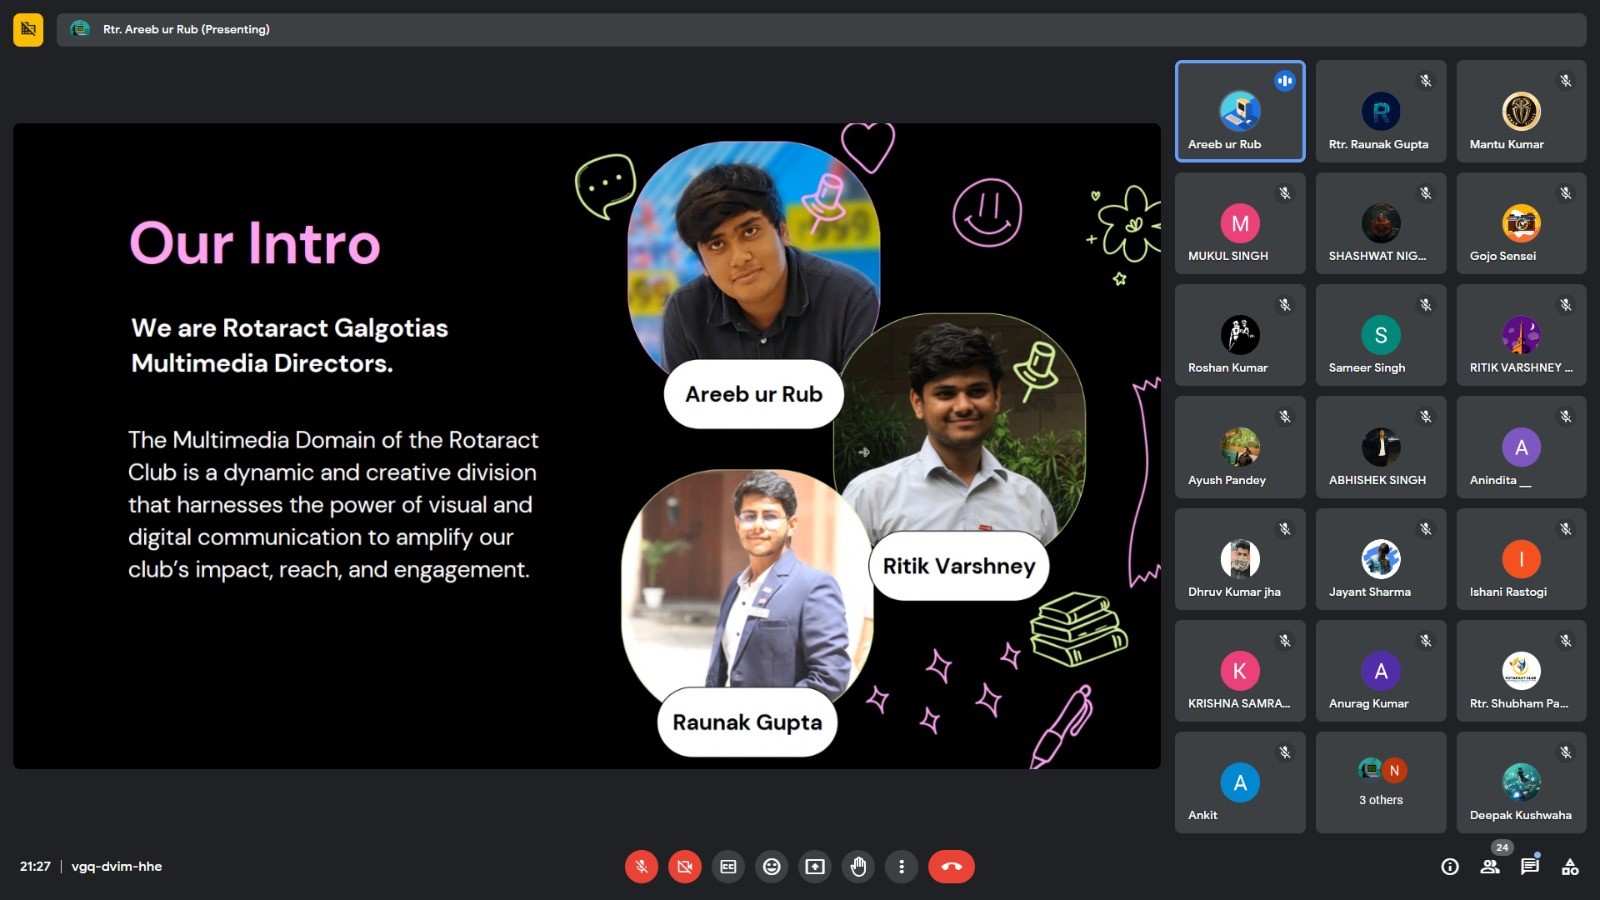 Rtr. Areeb ur Rub (Presenting)
Our Intro
We are Rotaract Galgotias
Multimedia Directors.
The Multimedia Domain of the Rotaract
Club is a dynamic and creative division
that harnesses the power of visual and
digital communication to amplify our
club's impact, reach, and engagement.
Areeb ur Rub
Ritik Varshney
Raunak Gupta
Areeb ur Rub
R
Rtr. Raunak Gupta
Mantu Kumar
M
MUKUL SINGH
SHASHWAT NIG...
Gojo Sensei
Roshan Kumar
S
Sameer Singh
RITIK VARSHNEY ...
Ayush Pandey
ABHISHEK SINGH
A
Anindita __
Dhruv Kumar jha
Jayant Sharma
I
Ishani Rastogi
K
KRISHNA SAMRA...
A
Anurag Kumar
Rtr. Shubham Pa...
A
Ankit
N
3 others
Deepak Kushwaha
21:27 | vgq-dvim-hhe
24